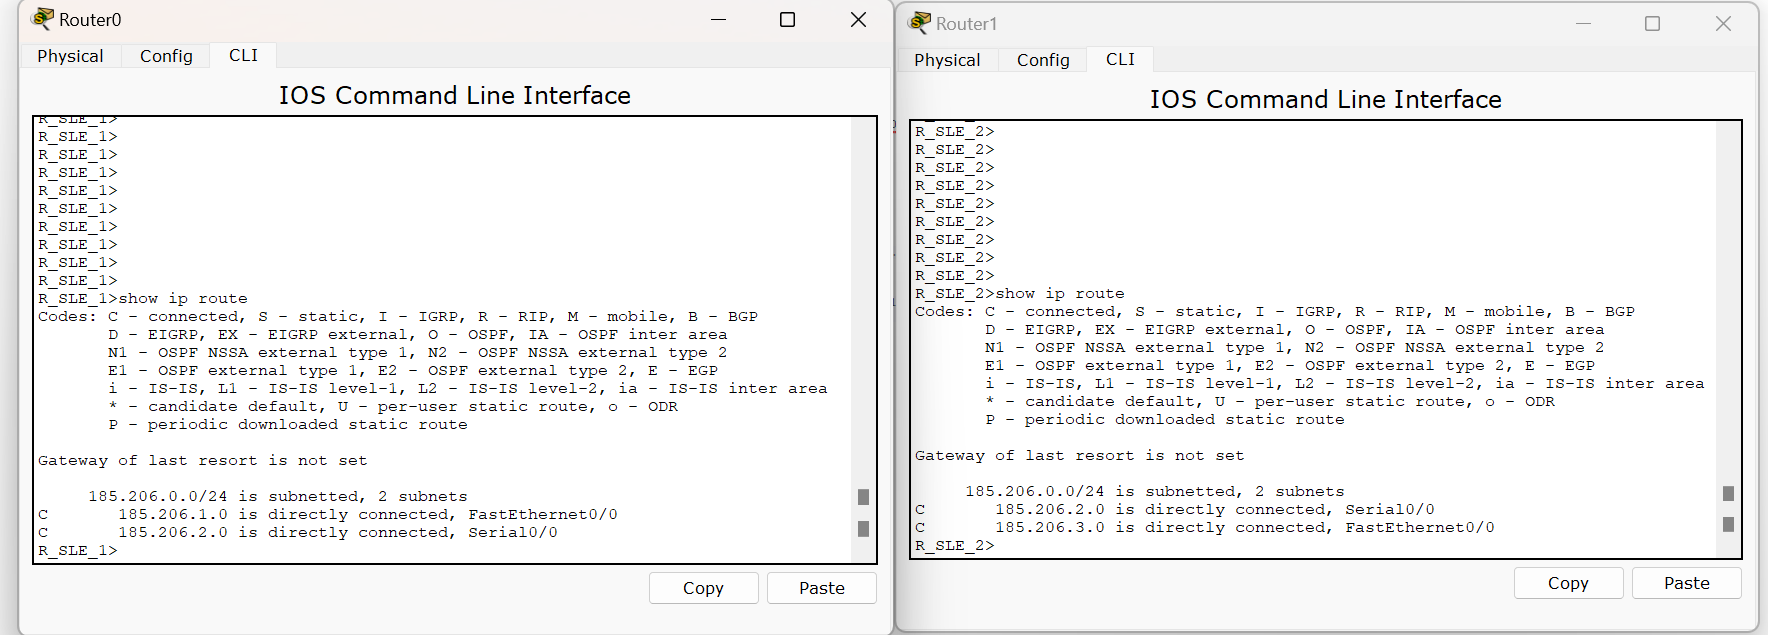 Router0
Physical Config CLI
IOS Command Line Interface
R_SLE_1>
R_SLE_1>
R_SLE_1>
R_SLE_1>
R_SLE_1>
R_SLE_1>
R_SLE_1>
R_SLE_1>
R_SLE_1>
R_SLE_1>
R_SLE_1>show ip route
Codes: C - connected, S - static, I - IGRP, R - RIP, M - mobile, B - BGP
D - EIGRP, EX - EIGRP external, O - OSPF, IA - OSPF inter area
N1 - OSPF NSSA external type 1, N2 - OSPF NSSA external type 2
E1 - OSPF external type 1, E2 - OSPF external type 2, E - EGP
i - IS-IS, L1 - IS-IS level-1, L2 - IS-IS level-2, ia - IS-IS inter area
* - candidate default, U - per-user static route, o - ODR
P - periodic downloaded static route
Gateway of last resort is not set
185.206.0.0/24 is subnetted, 2 subnets
C 185.206.1.0 is directly connected, FastEthernet0/0
C 185.206.2.0 is directly connected, Serial0/0
R_SLE_1>
Copy Paste
Router1
Physical Config CLI
IOS Command Line Interface
R_SLE_2>
R_SLE_2>
R_SLE_2>
R_SLE_2>
R_SLE_2>
R_SLE_2>
R_SLE_2>
R_SLE_2>
R_SLE_2>
R_SLE_2>show ip route
Codes: C - connected, S - static, I - IGRP, R - RIP, M - mobile, B - BGP
D - EIGRP, EX - EIGRP external, O - OSPF, IA - OSPF inter area
N1 - OSPF NSSA external type 1, N2 - OSPF NSSA external type 2
E1 - OSPF external type 1, E2 - OSPF external type 2, E - EGP
i - IS-IS, L1 - IS-IS level-1, L2 - IS-IS level-2, ia - IS-IS inter area
* - candidate default, U - per-user static route, o - ODR
P - periodic downloaded static route
Gateway of last resort is not set
185.206.0.0/24 is subnetted, 2 subnets
C 185.206.2.0 is directly connected, Serial0/0
C 185.206.3.0 is directly connected, FastEthernet0/0
R_SLE_2>
Copy Paste